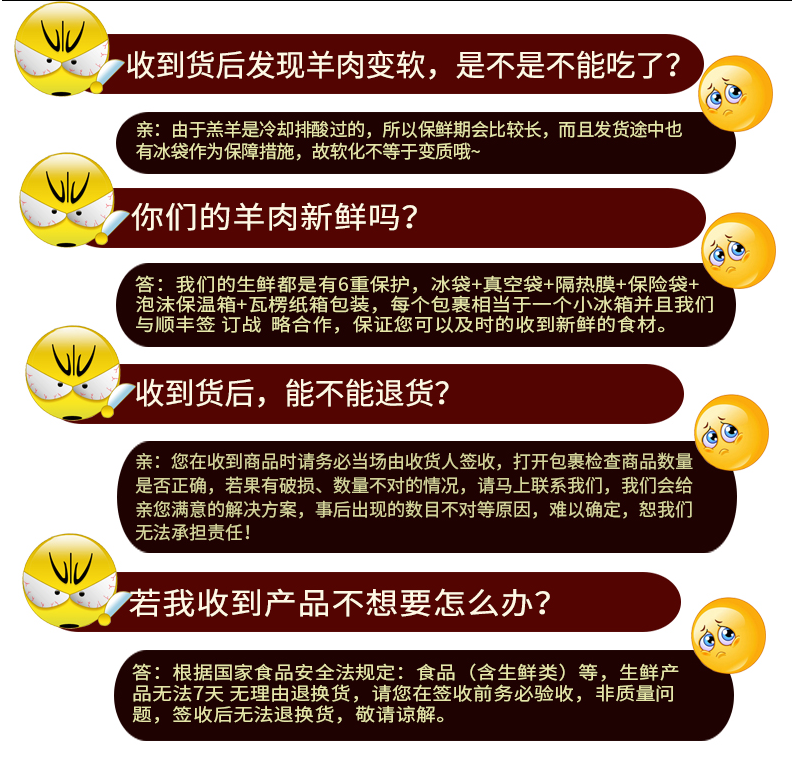 收到货后发现羊肉变软，是不是不能吃了？
亲：由于羔羊是冷却排酸过的，所以保鲜期会比较长，而且发货途中也
有冰袋作为保障措施，故软化不等于变质哦~
你们的羊肉新鲜吗？
答：我们的生鲜都是有6重保护，冰袋+真空袋+隔热膜+保险袋+
泡沫保温箱+瓦楞纸箱包装，每个包裹相当于一个小冰箱并且我们
与顺丰签 订战 略合作，保证您可以及时的收到新鲜的食材。
收到货后，能不能退货？
亲：您在收到商品时请务必当场由收货人签收，打开包裹检查商品数量
是否正确，若果有破损、数量不对的情况，请马上联系我们，我们会给
亲您满意的解决方案，事后出现的数目不对等原因，难以确定，恕我们
无法承担责任！
若我收到产品不想要怎么办？
答：根据国家食品安全法规定：食品（含生鲜类）等，生鲜产
品无法7天 无理由退换货，请您在签收前务必验收，非质量问
题，签收后无法退换货，敬请谅解。